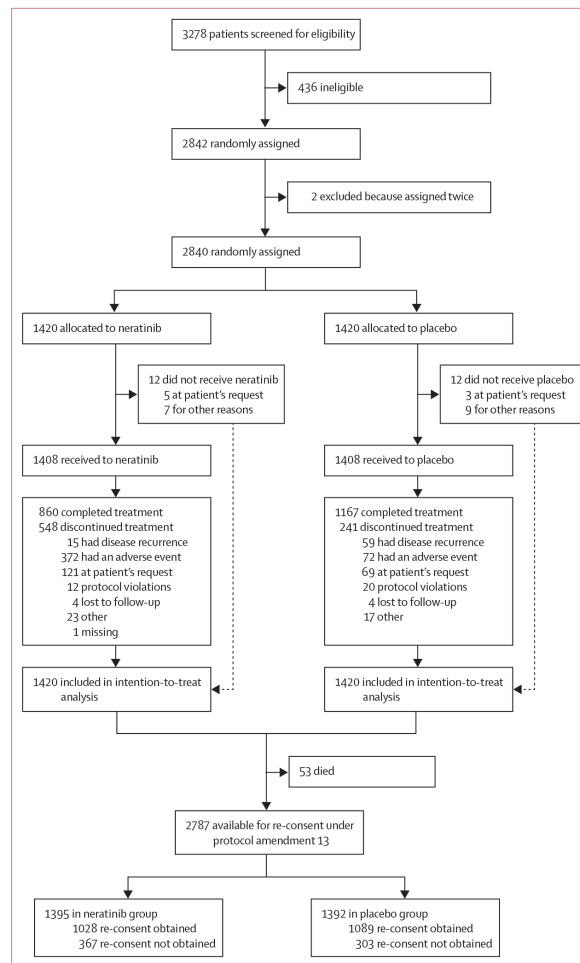 3278 patients screened for eligibility
436 ineligible
2842 randomly assigned
2 excluded because assigned twice
2840 randomly assigned
1420 allocated to neratinib
1420 allocated to placebo
12 did not receive neratinib
5 at patient's request
7 for other reasons
12 did not receive placebo
3 at patient's request
9 for other reasons
1408 received to neratinib
1408 received to placebo
860 completed treatment
548 discontinued treatment
15 had disease recurrence
372 had an adverse event
121 at patient's request
12 protocol violations
4 lost to follow-up
23 other
1 missing
1167 completed treatment
241 discontinued treatment
59 had disease recurrence
72 had an adverse event
69 at patient's request
20 protocol violations
4 lost to follow-up
17 other
1420 included in intention-to-treat
analysis
1420 included in intention-to-treat
analysis
53 died
2787 available for re-consent under
protocol amendment 13
1395 in neratinib group
1028 re-consent obtained
367 re-consent not obtained
1392 in placebo group
1089 re-consent obtained
303 re-consent not obtained